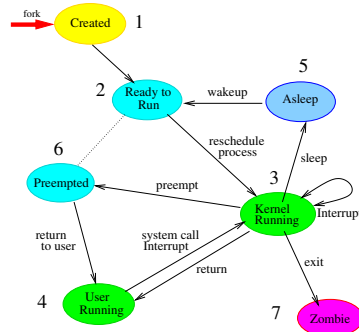 fork
Created
1
2
Ready to
Run
wakeup
5
Asleep
reschedule
process
sleep
6
Preempted
preempt
3
Kernel
Running
Interrup
return
to user
system call
Interrupt
return
exit
4
User
Running
7
Zombie